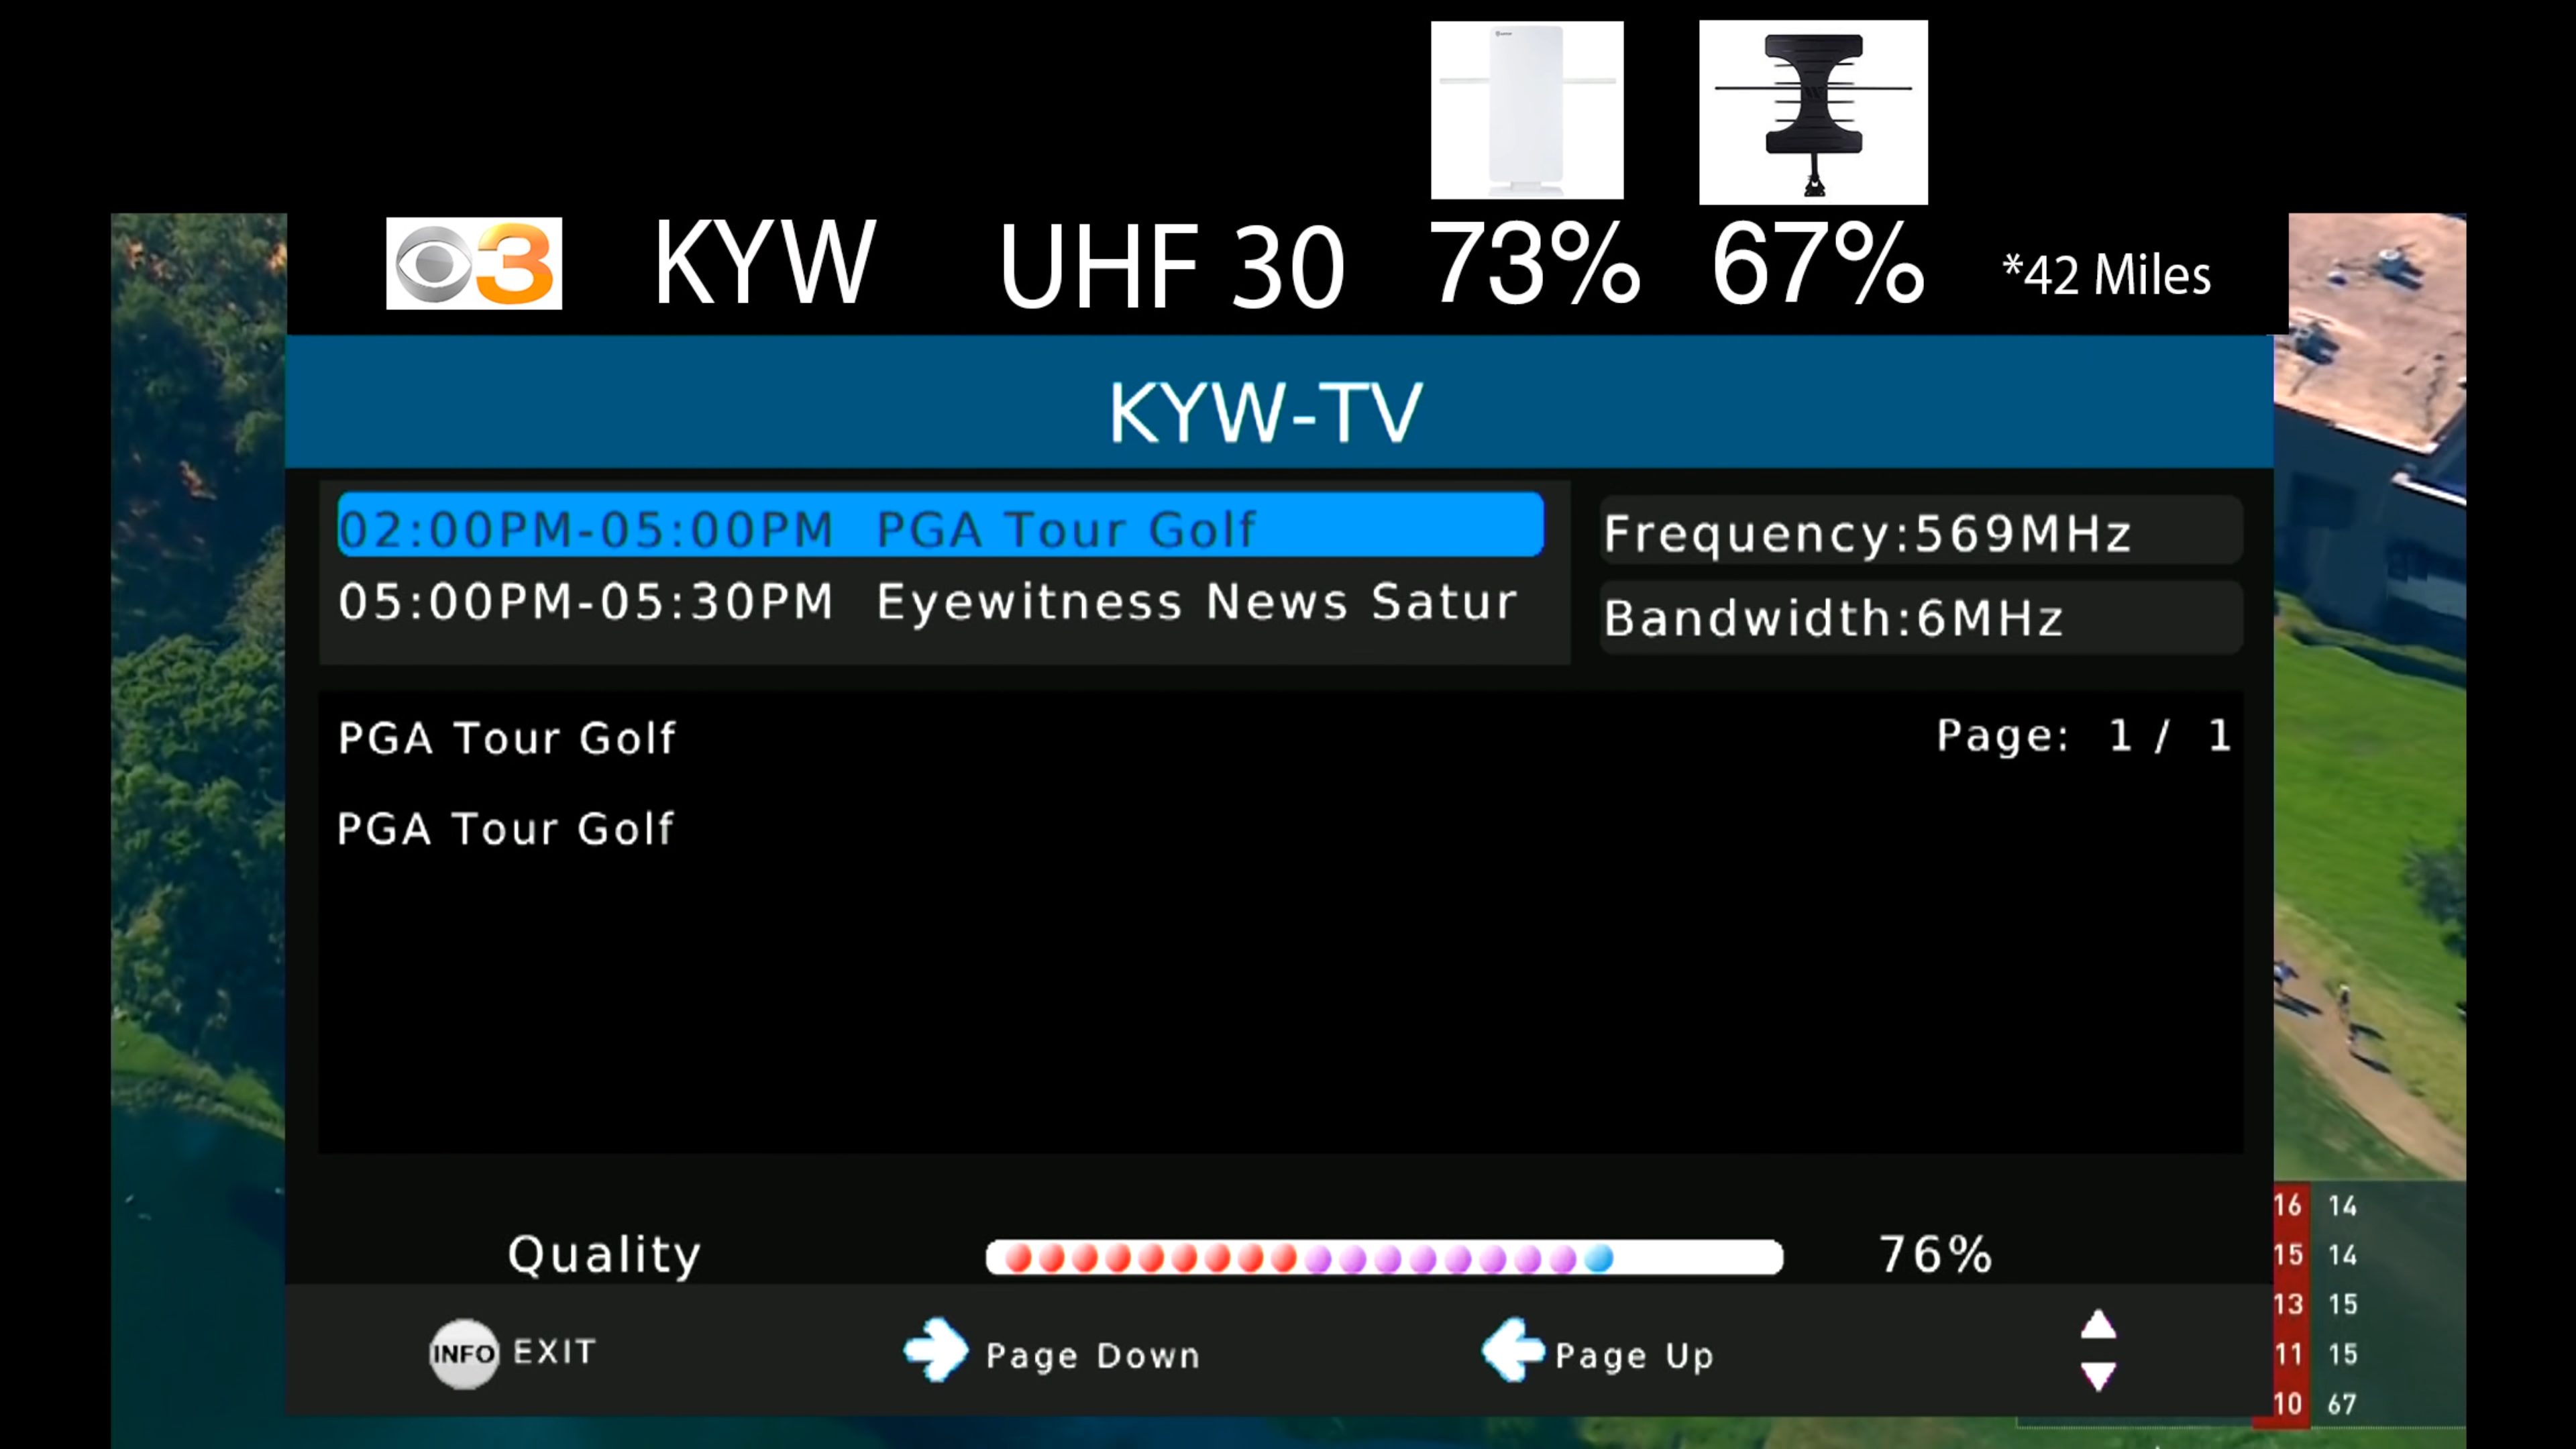 3 KYW UHF 30 73% 67% *42 Miles
KYW-TV
02:00PM-05:00PM PGA Tour Golf
05:00PM-05:30PM Eyewitness News Satur
Frequency:569MHz
Bandwidth:6MHz
PGA Tour Golf
Page: 1 / 1
PGA Tour Golf
Quality 76%
INFO EXIT Page Down Page Up
16 14
15 14
13 15
11 15
10 67